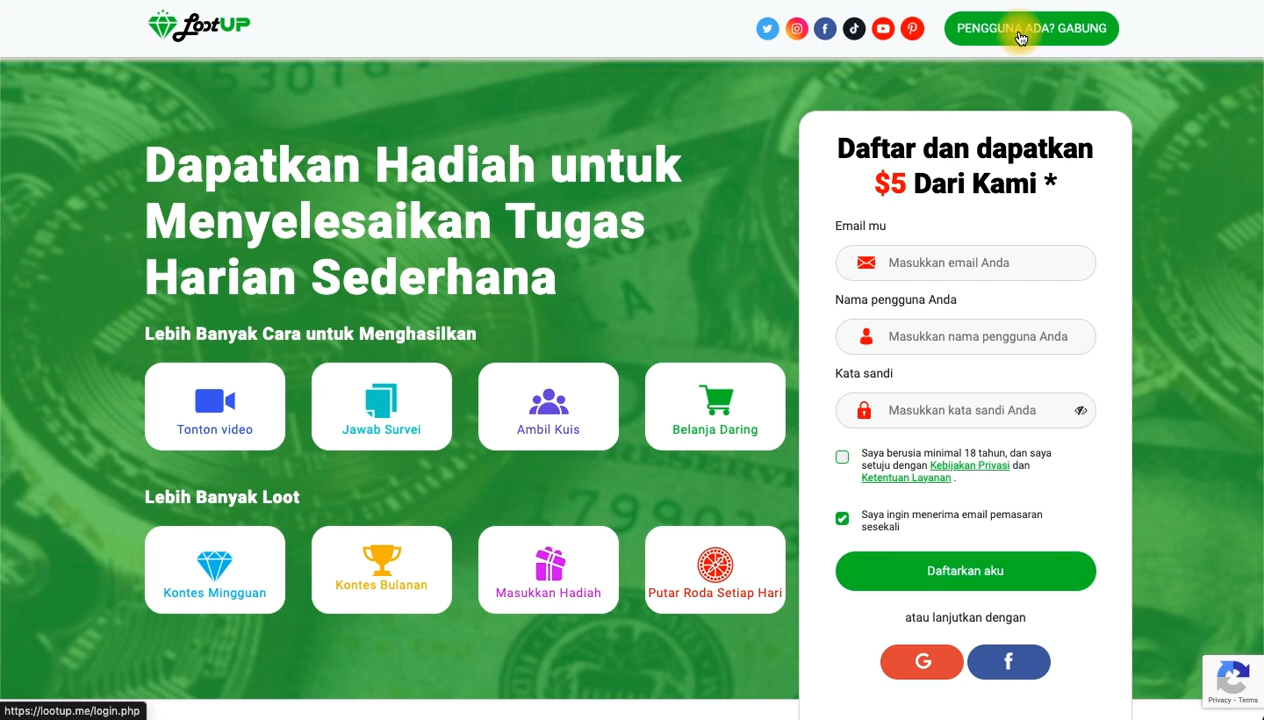 LootUP
PENGGUNA ADA? GABUNG
Dapatkan Hadiah untuk
Menyelesaikan Tugas
Harian Sederhana
Lebih Banyak Cara untuk Menghasilkan
Tonton video
Jawab Survei
Ambil Kuis
Belanja Daring
Lebih Banyak Loot
Kontes Mingguan
Kontes Bulanan
Masukkan Hadiah
Putar Roda Setiap Hari
Daftar dan dapatkan
$5 Dari Kami *
Email mu
Masukkan email Anda
Nama pengguna Anda
Masukkan nama pengguna Anda
Kata sandi
Masukkan kata sandi Anda
Saya berusia minimal 18 tahun, dan saya
setuju dengan Kebijakan Privasi dan
Ketentuan Layanan .
Saya ingin menerima email pemasaran
sesekali
Daftarkan aku
atau lanjutkan dengan
G
f
Privacy - Terms
https://lootup.me/login.php